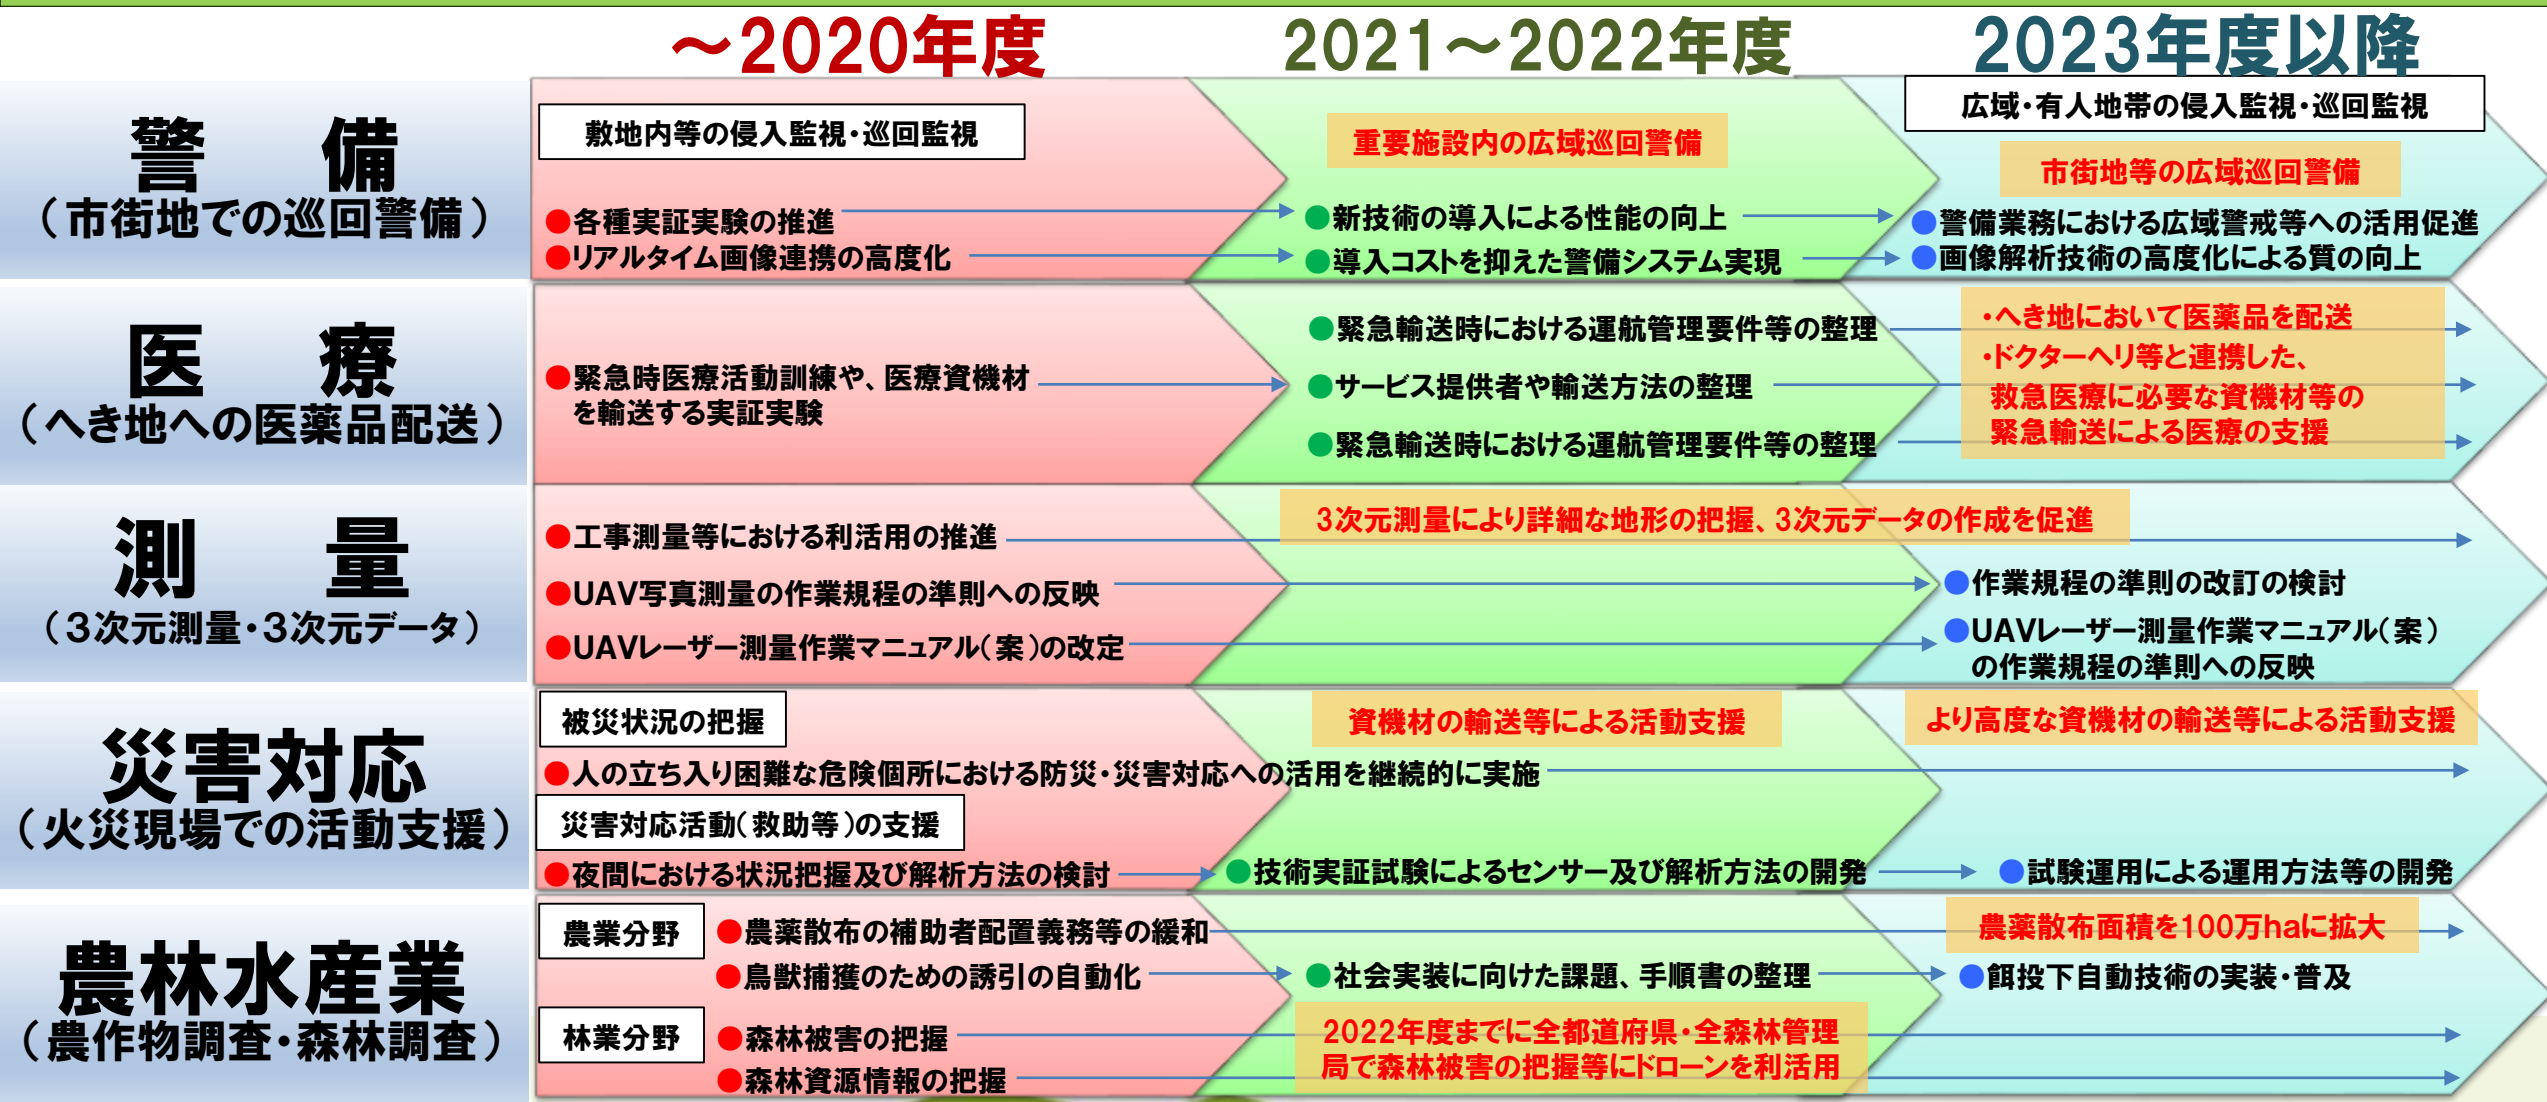 ～2020年度
2021～2022年度
2023年度以降
警　備
（市街地での巡回警備）
敷地内等の侵入監視・巡回監視
●各種実証実験の推進
●リアルタイム画像連携の高度化
重要施設内の広域巡回警備
●新技術の導入による性能の向上
●導入コストを抑えた警備システム実現
広域・有人地帯の侵入監視・巡回監視
市街地等の広域巡回警備
●警備業務における広域警戒等への活用促進
●画像解析技術の高度化による質の向上
医　療
（へき地への医薬品配送）
●緊急時医療活動訓練や、医療資機材
を輸送する実証実験
●緊急輸送時における運航管理要件等の整理
●サービス提供者や輸送方法の整理
●緊急輸送時における運航管理要件等の整理
・へき地において医薬品を配送
・ドクターヘリ等と連携した、
救急医療に必要な資機材等の
緊急輸送による医療の支援
測　量
（3次元測量・3次元データ）
●工事測量等における利活用の推進
●UAV写真測量の作業規程の準則への反映
●UAVレーザー測量作業マニュアル（案）の改定
3次元測量により詳細な地形の把握、3次元データの作成を促進
●作業規程の準則の改訂の検討
●UAVレーザー測量作業マニュアル（案）
の作業規程の準則への反映
災害対応
（火災現場での活動支援）
被災状況の把握
資機材の輸送等による活動支援
より高度な資機材の輸送等による活動支援
●人の立ち入り困難な危険個所における防災・災害対応への活用を継続的に実施
災害対応活動（救助等）の支援
●夜間における状況把握及び解析方法の検討
●技術実証試験によるセンサー及び解析方法の開発
●試験運用による運用方法等の開発
農林水産業
（農作物調査・森林調査）
農業分野
●農薬散布の補助者配置義務等の緩和
●鳥獣捕獲のための誘引の自動化
●社会実装に向けた課題、手順書の整理
農薬散布面積を100万haに拡大
●餌投下自動技術の実装・普及
林業分野
●森林被害の把握
●森林資源情報の把握
2022年度までに全都道府県・全森林管理
局で森林被害の把握等にドローンを利活用